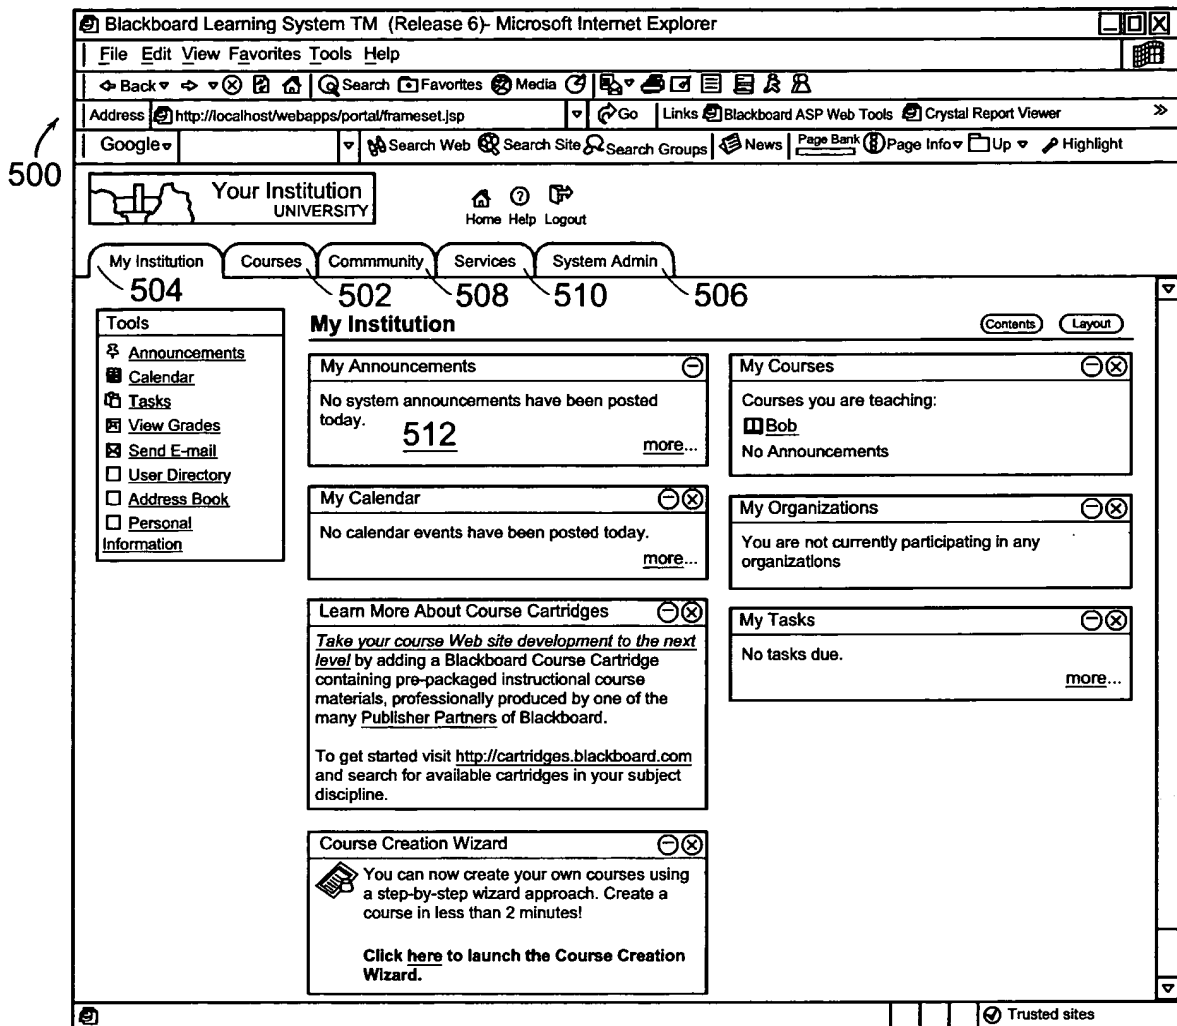 Blackboard Learning System TM (Release 6)- Microsoft Internet Explorer
File Edit View Favorites Tools Help
Back Search Favorites Media
Address http://localhost/webapps/portal/frameset.jsp Go Links Blackboard ASP Web Tools Crystal Report Viewer »
Google Search Web Search Site Search Groups News Page Bank Page Info Up Highlight
500
Your Institution
UNIVERSITY
Home Help Logout
My Institution Courses Commmunity Services System Admin
504 502 508 510 506
Tools
Announcements
Calendar
Tasks
View Grades
Send E-mail
User Directory
Address Book
Personal
Information
My Institution Contents Layout
My Announcements
No system announcements have been posted
today.
512
more...
My Calendar
No calendar events have been posted today.
more...
Learn More About Course Cartridges
Take your course Web site development to the next
level by adding a Blackboard Course Cartridge
containing pre-packaged instructional course
materials, professionally produced by one of the
many Publisher Partners of Blackboard.
To get started visit http://cartridges.blackboard.com
and search for available cartridges in your subject
discipline.
Course Creation Wizard
You can now create your own courses using
a step-by-step wizard approach. Create a
course in less than 2 minutes!
Click here to launch the Course Creation
Wizard.
My Courses
Courses you are teaching:
Bob
No Announcements
My Organizations
You are not currently participating in any
organizations
My Tasks
No tasks due.
more...
Trusted sites